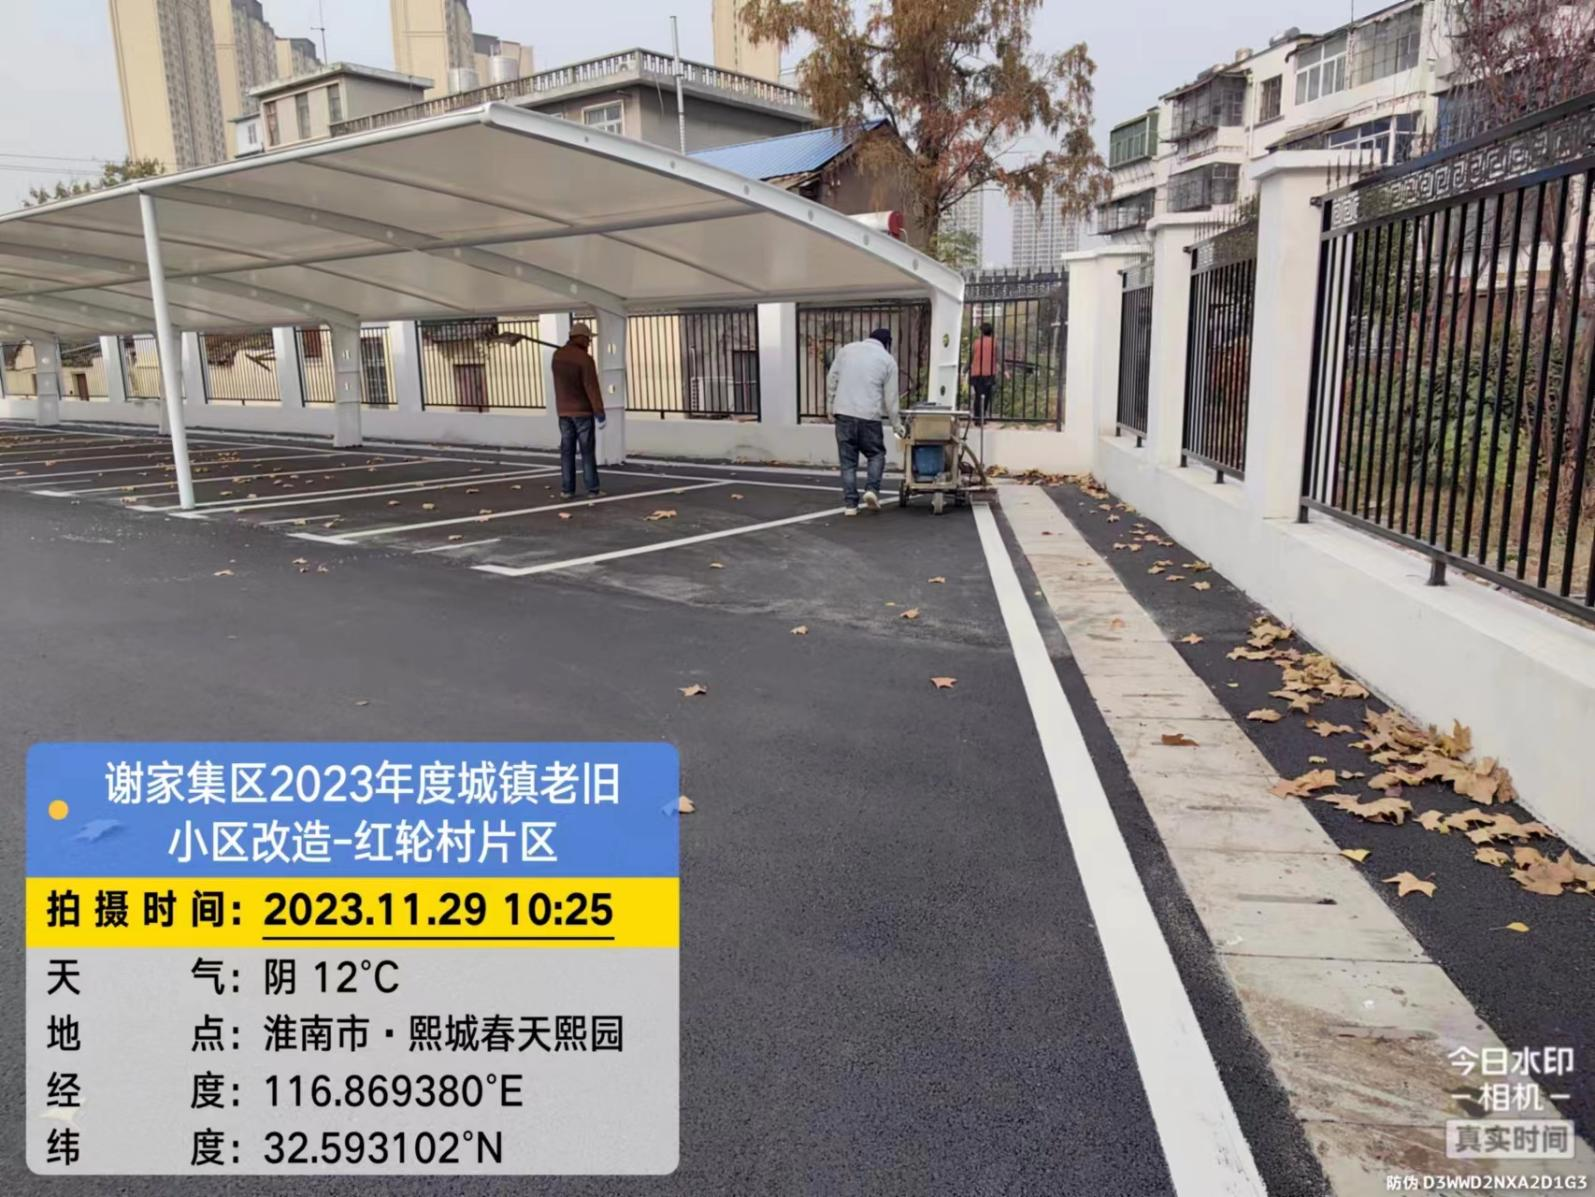 谢家集区2023年度城镇老旧
小区改造-红轮村片区
拍摄时间：2023.11.29 10:25
天气：阴 12℃
地点：淮南市·熙城春天熙园
经度：116.869380°E
纬度：32.593102°N
今日水印
相机
真实时间
防伪 D3WWD2NXA2D1G3